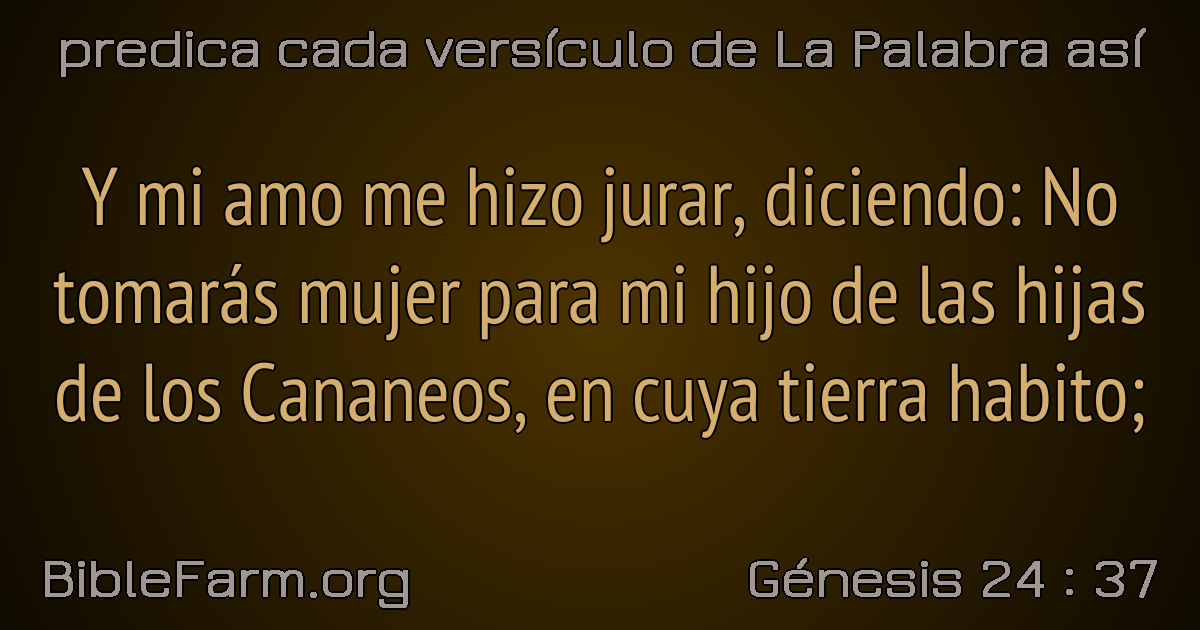 predica cada versículo de La Palabra así
Y mi amo me hizo jurar, diciendo: No
tomarás mujer para mi hijo de las hijas
de los Cananeos, en cuya tierra habito;
BibleFarm.org
Génesis 24 : 37